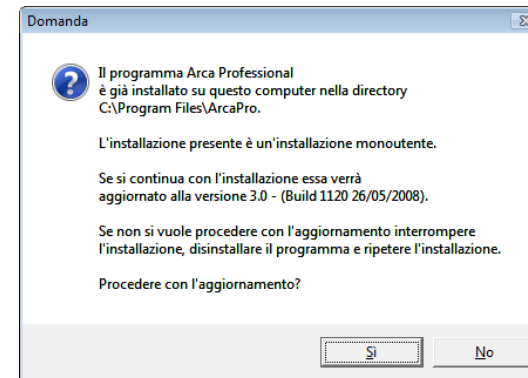 Domanda
Il programma Arca Professional
è già installato su questo computer nella directory
C:\Program Files\ArcaPro.
L'installazione presente è un'installazione monoutente.
Se si continua con l'installazione essa verrà
aggiornato alla versione 3.0 - (Build 1120 26/05/2008).
Se non si vuole procedere con l'aggiornamento interrompere
l'installazione, disinstallare il programma e ripetere l'installazione.
Procedere con l'aggiornamento?
Sì No